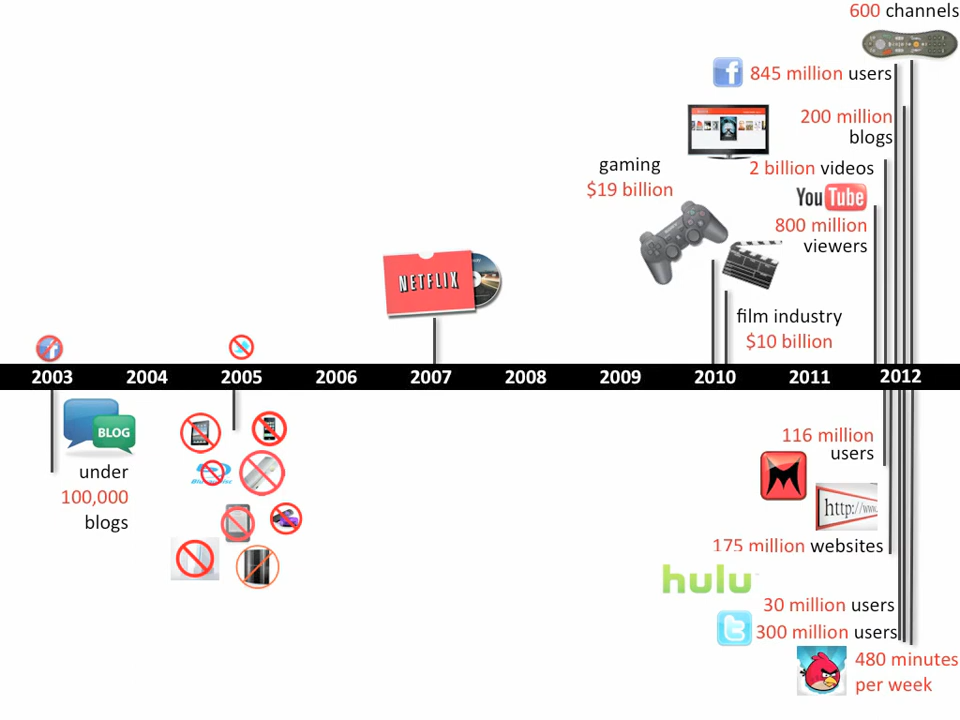 600 channels
845 million users
200 million
blogs
gaming
$19 billion
2 billion videos
YouTube
800 million
viewers
NETFLIX
film industry
$10 billion
2003 2004 2005 2006 2007 2008 2009 2010 2011 2012
BLOG
under
100,000
blogs
116 million
users
http://www.
175 million websites
hulu
30 million users
300 million users
480 minutes
per week